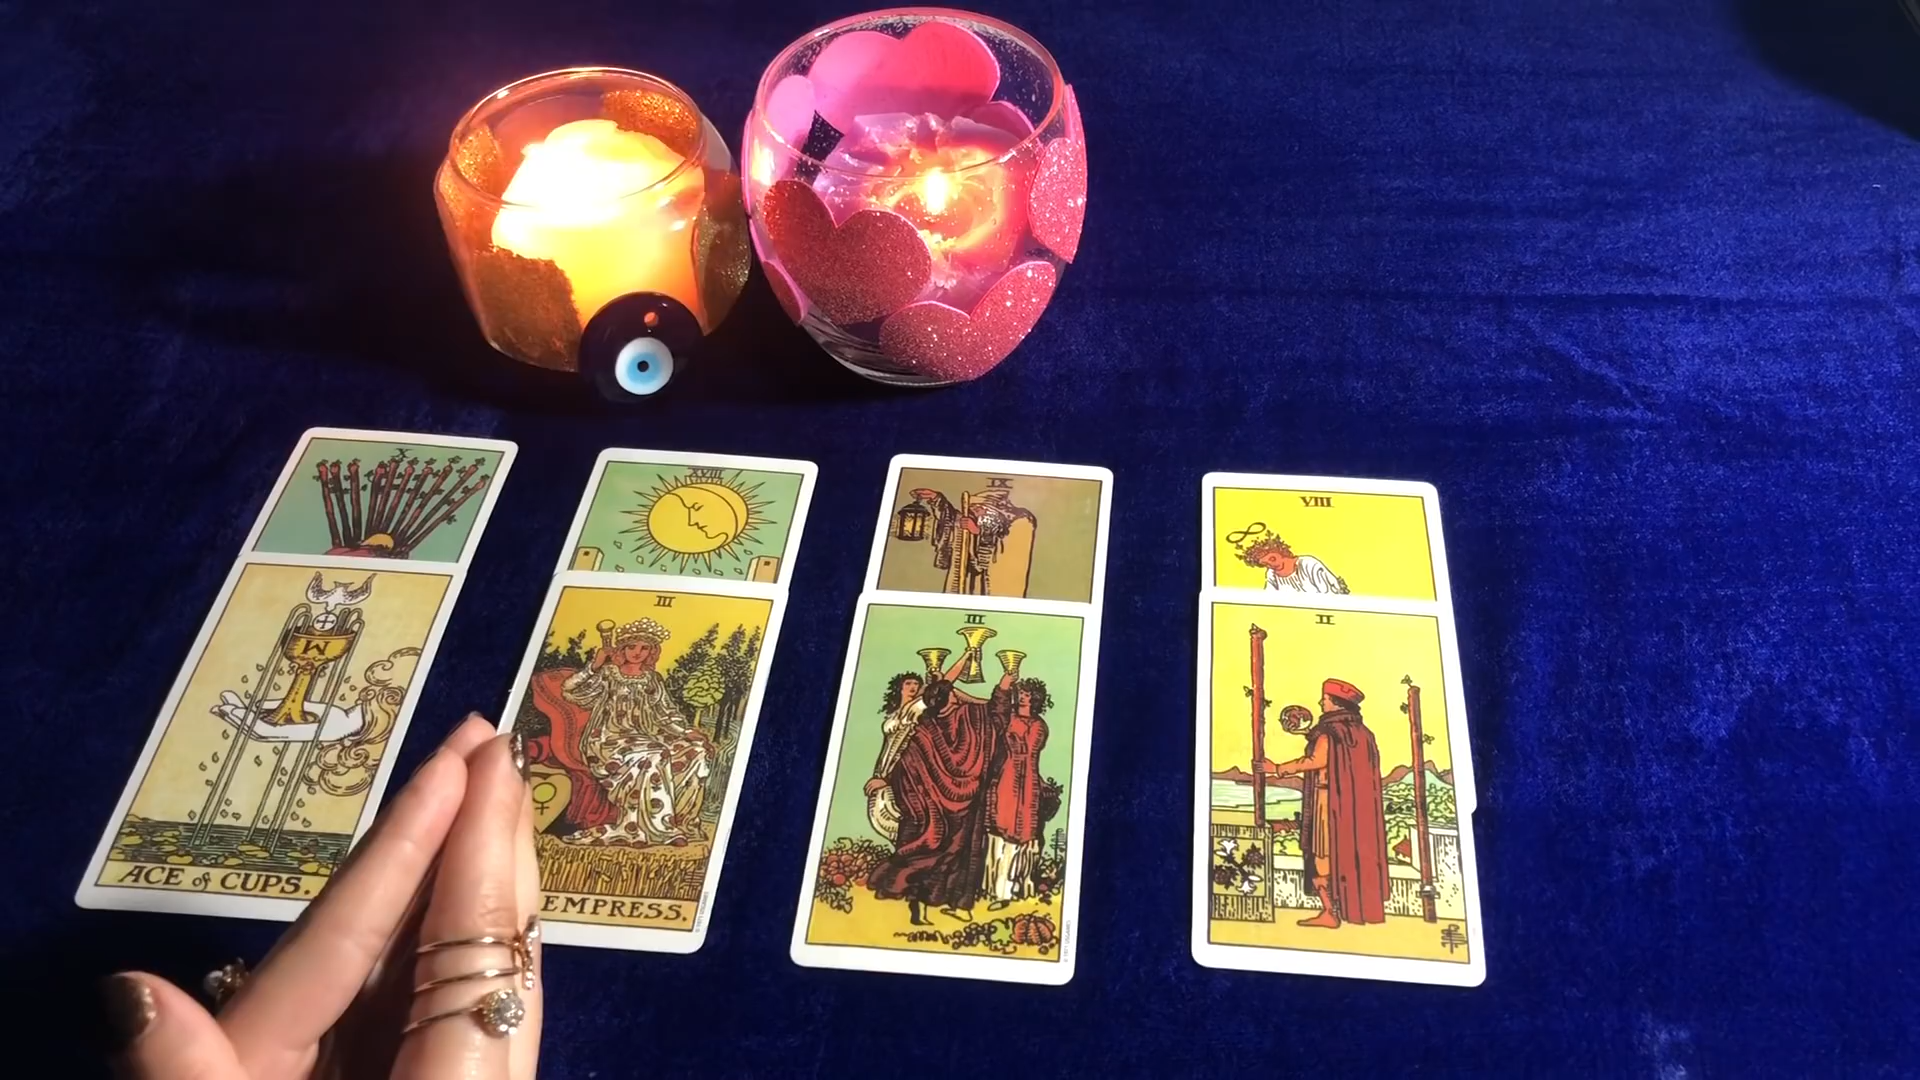 X
XVIII
IX
VIII
ACE of CUPS.
III
EMPRESS.
III
II